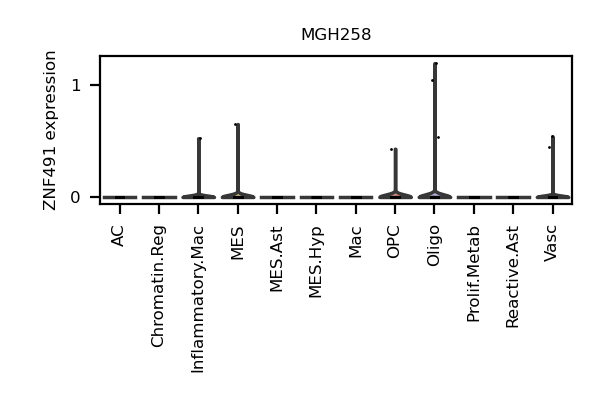 MGH258
ZNF491 expression
1
0
AC
Chromatin.Reg
Inflammatory.Mac
MES
MES.Ast
MES.Hyp
Mac
OPC
Oligo
Prolif.Metab
Reactive.Ast
Vasc